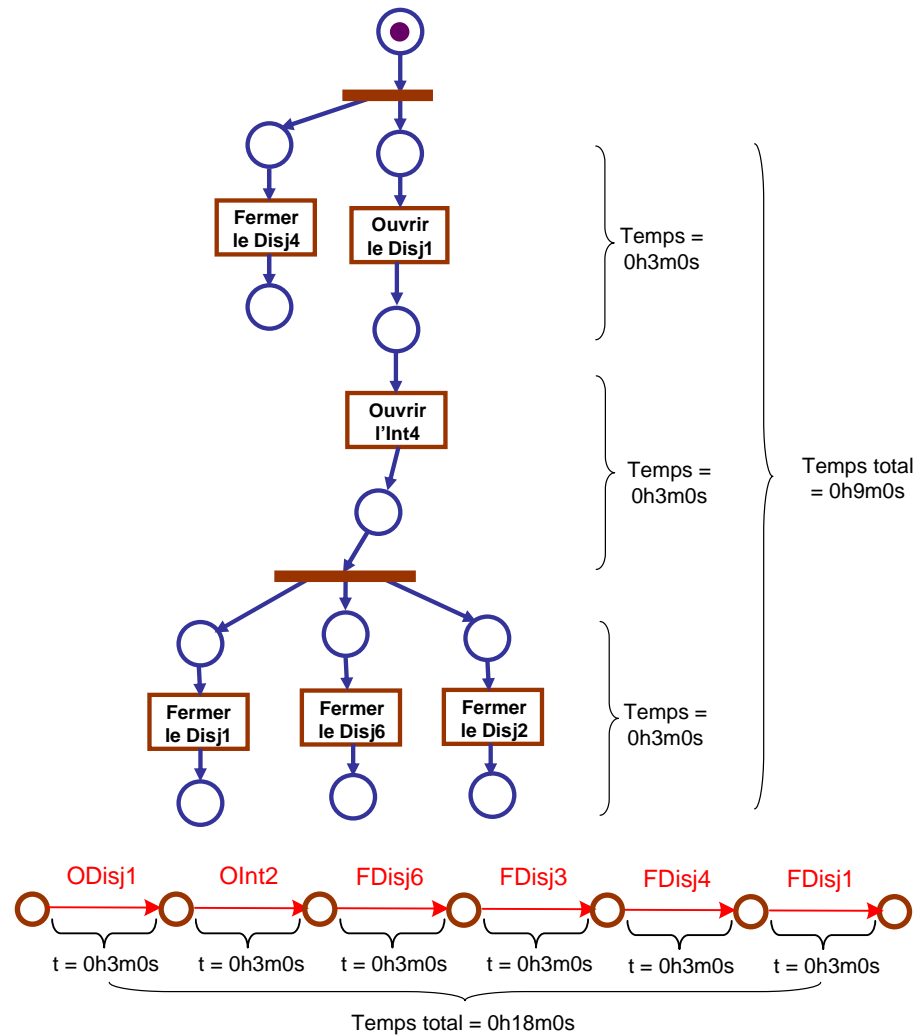 Fermer
le Disj4
Ouvrir
le Disj1
Temps =
0h3m0s
Ouvrir
l'Int4
Temps =
0h3m0s
Temps total
= 0h9m0s
Fermer
le Disj1
Fermer
le Disj6
Fermer
le Disj2
Temps =
0h3m0s
ODisj1 OInt2 FDisj6 FDisj3 FDisj4 FDisj1
t = 0h3m0s t = 0h3m0s t = 0h3m0s t = 0h3m0s t = 0h3m0s t = 0h3m0s
Temps total = 0h18m0s